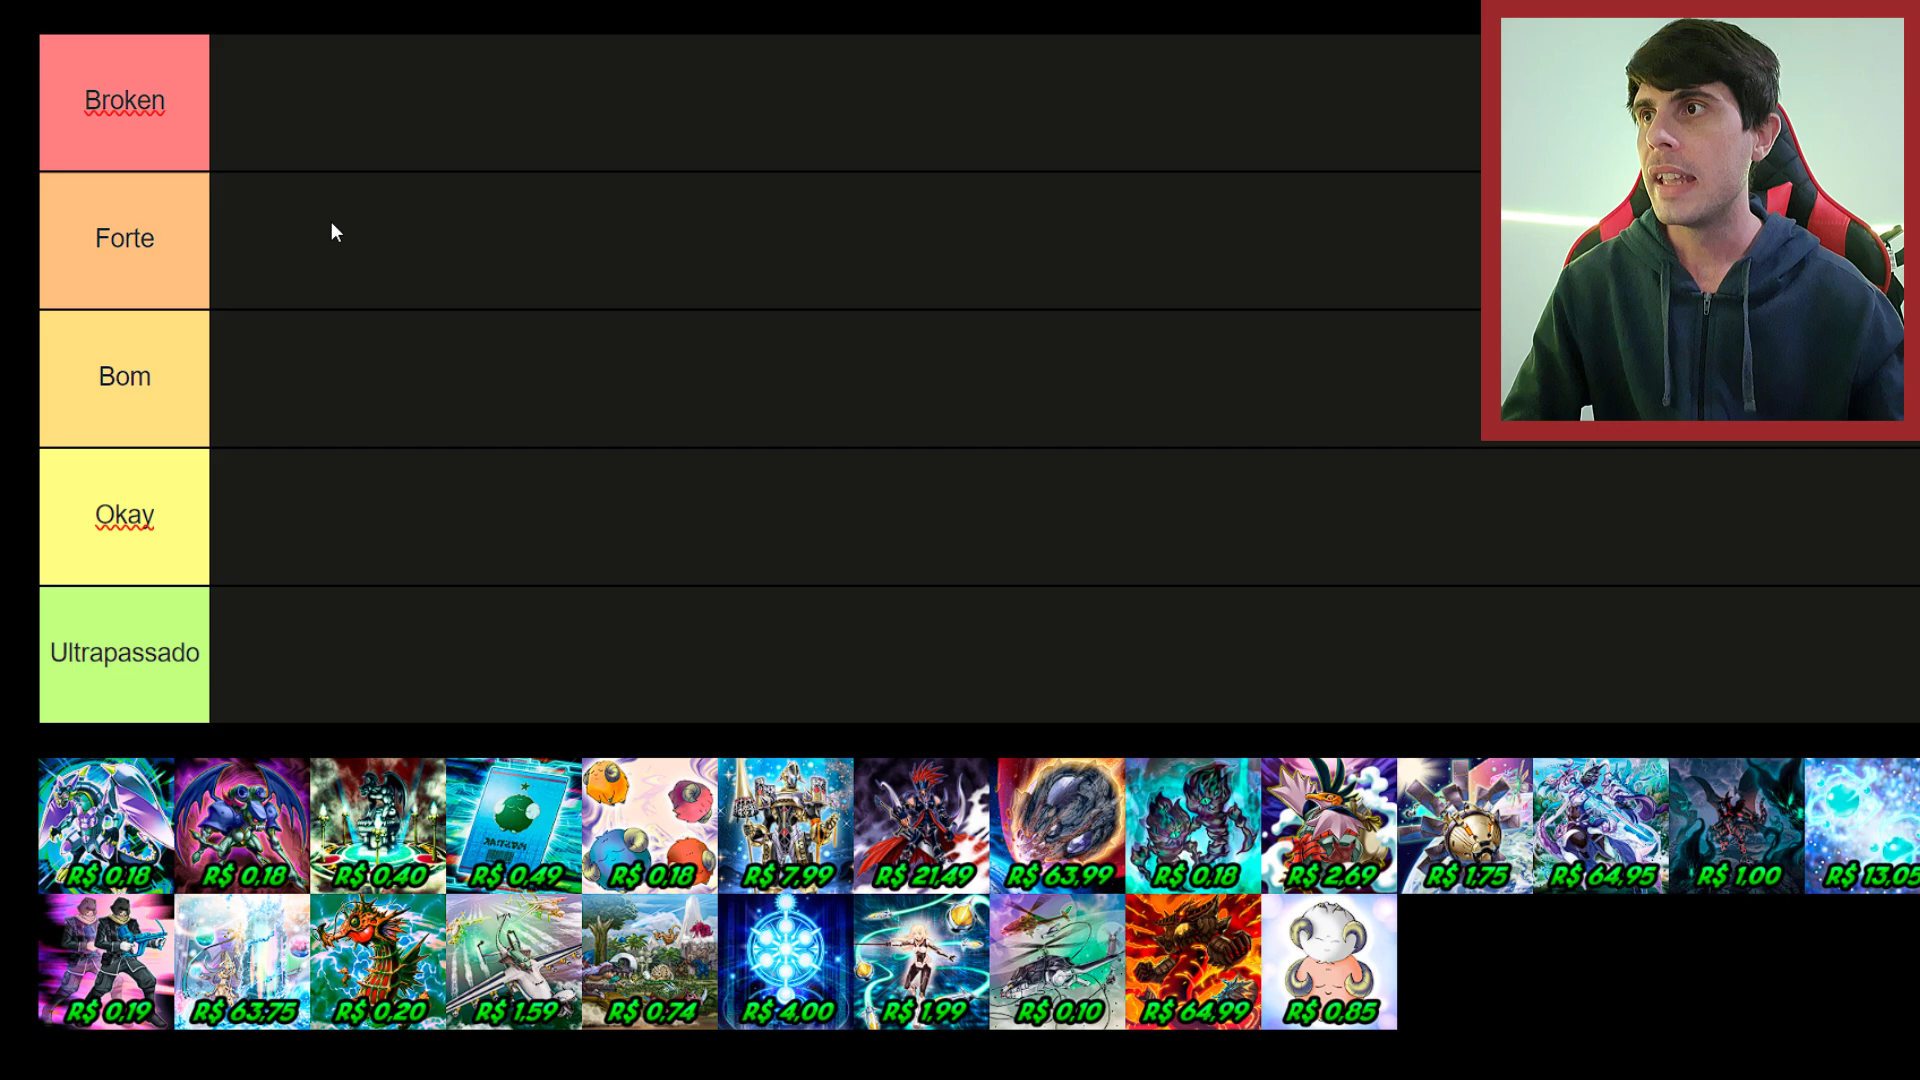 Broken
Forte
Bom
Okay
Ultrapassado
R$ 0,18
R$ 0,18
R$ 0,40
R$ 0,49
R$ 0,18
R$ 7,99
R$ 21,49
R$ 63,99
R$ 0,18
R$ 2,69
R$ 1,75
R$ 64,95
R$ 1,00
R$ 13,05
R$ 0,19
R$ 63,75
R$ 0,20
R$ 1,59
R$ 0,74
R$ 4,00
R$ 1,99
R$ 0,10
R$ 64,99
R$ 0,85